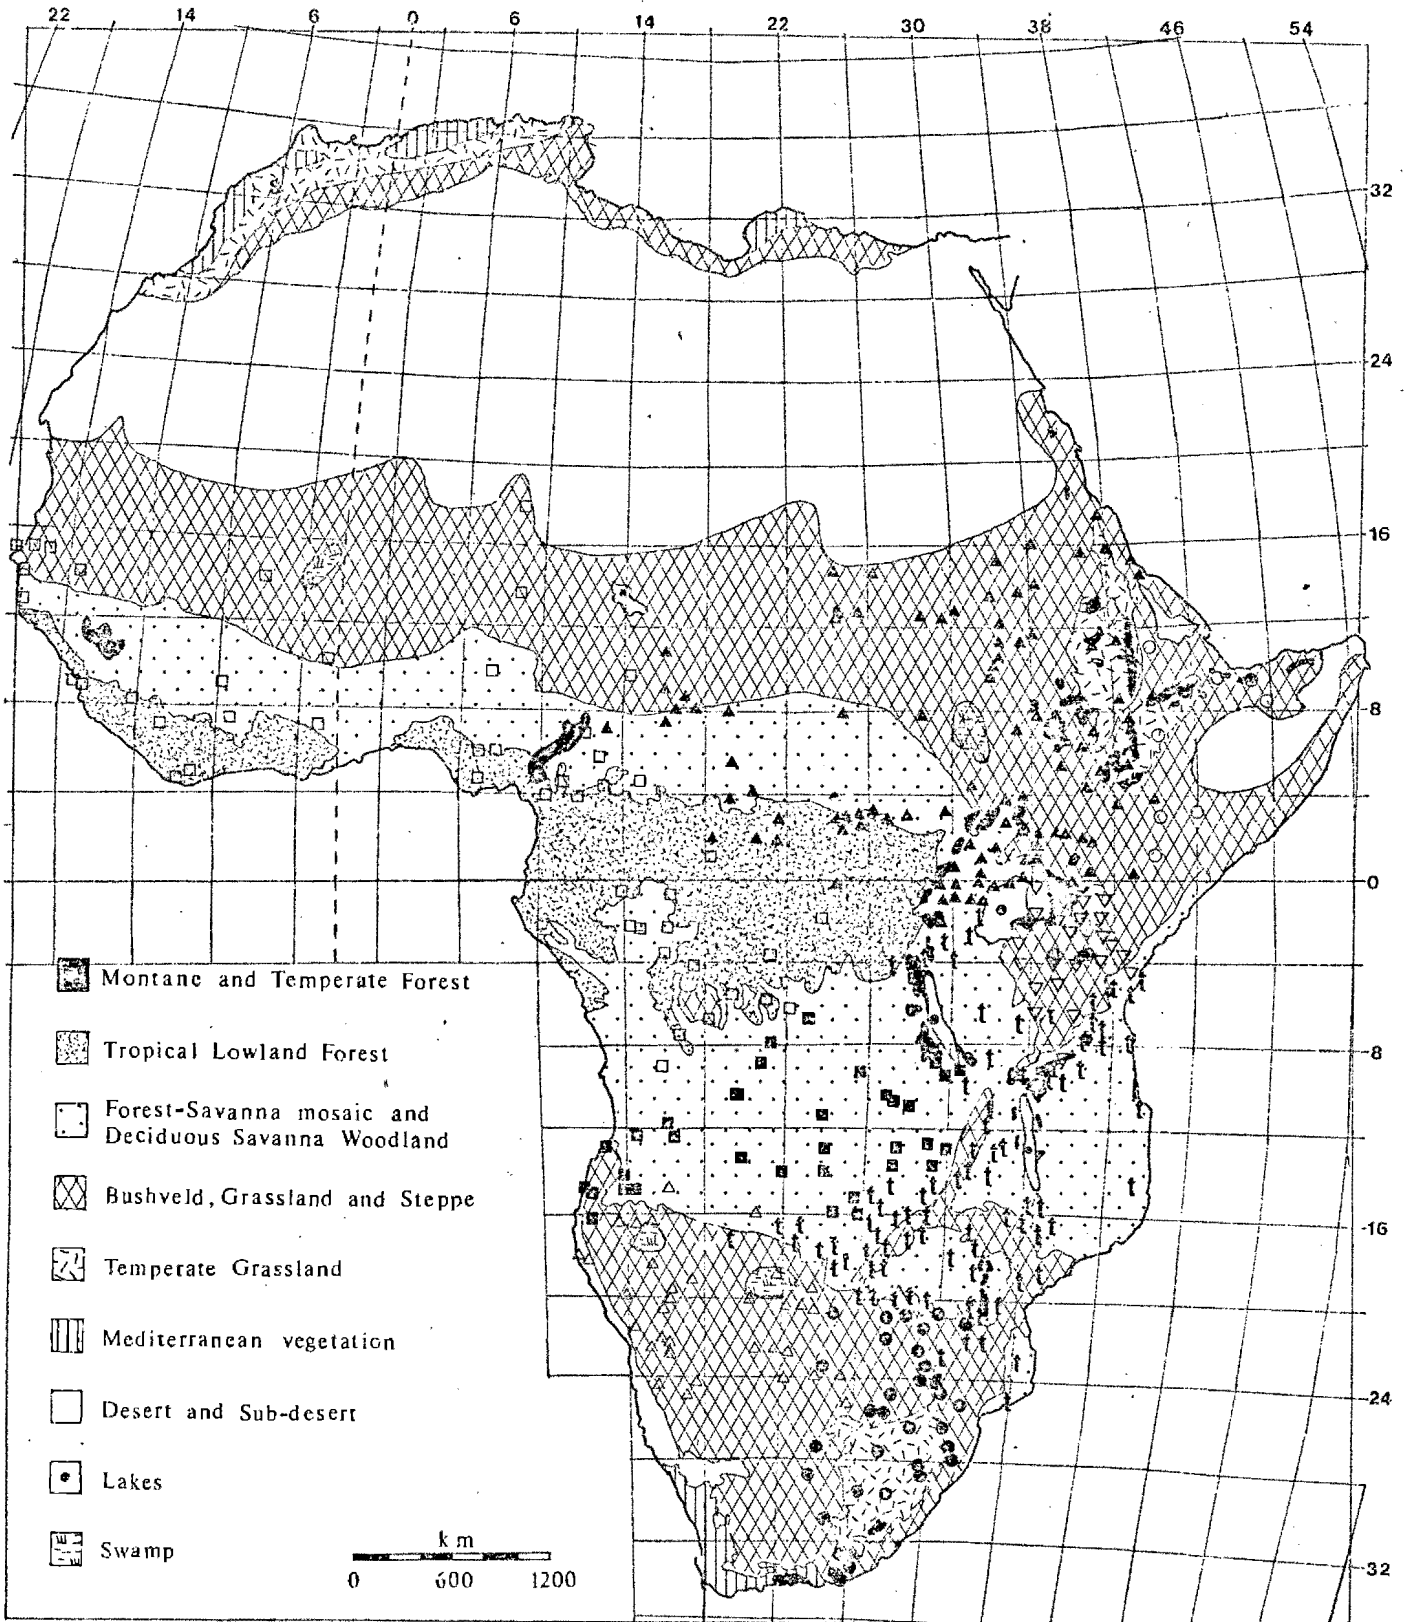 22 14 6 0 6 14 22 30 38 46 54
32
24
16
8
0
-8
-16
-24
-32
Montane and Temperate Forest
Tropical Lowland Forest
Forest-Savanna mosaic and
Deciduous Savanna Woodland
Bushveld, Grassland and Steppe
Temperate Grassland
Mediterranean vegetation
Desert and Sub-desert
Lakes
Swamp
km
0 600 1200